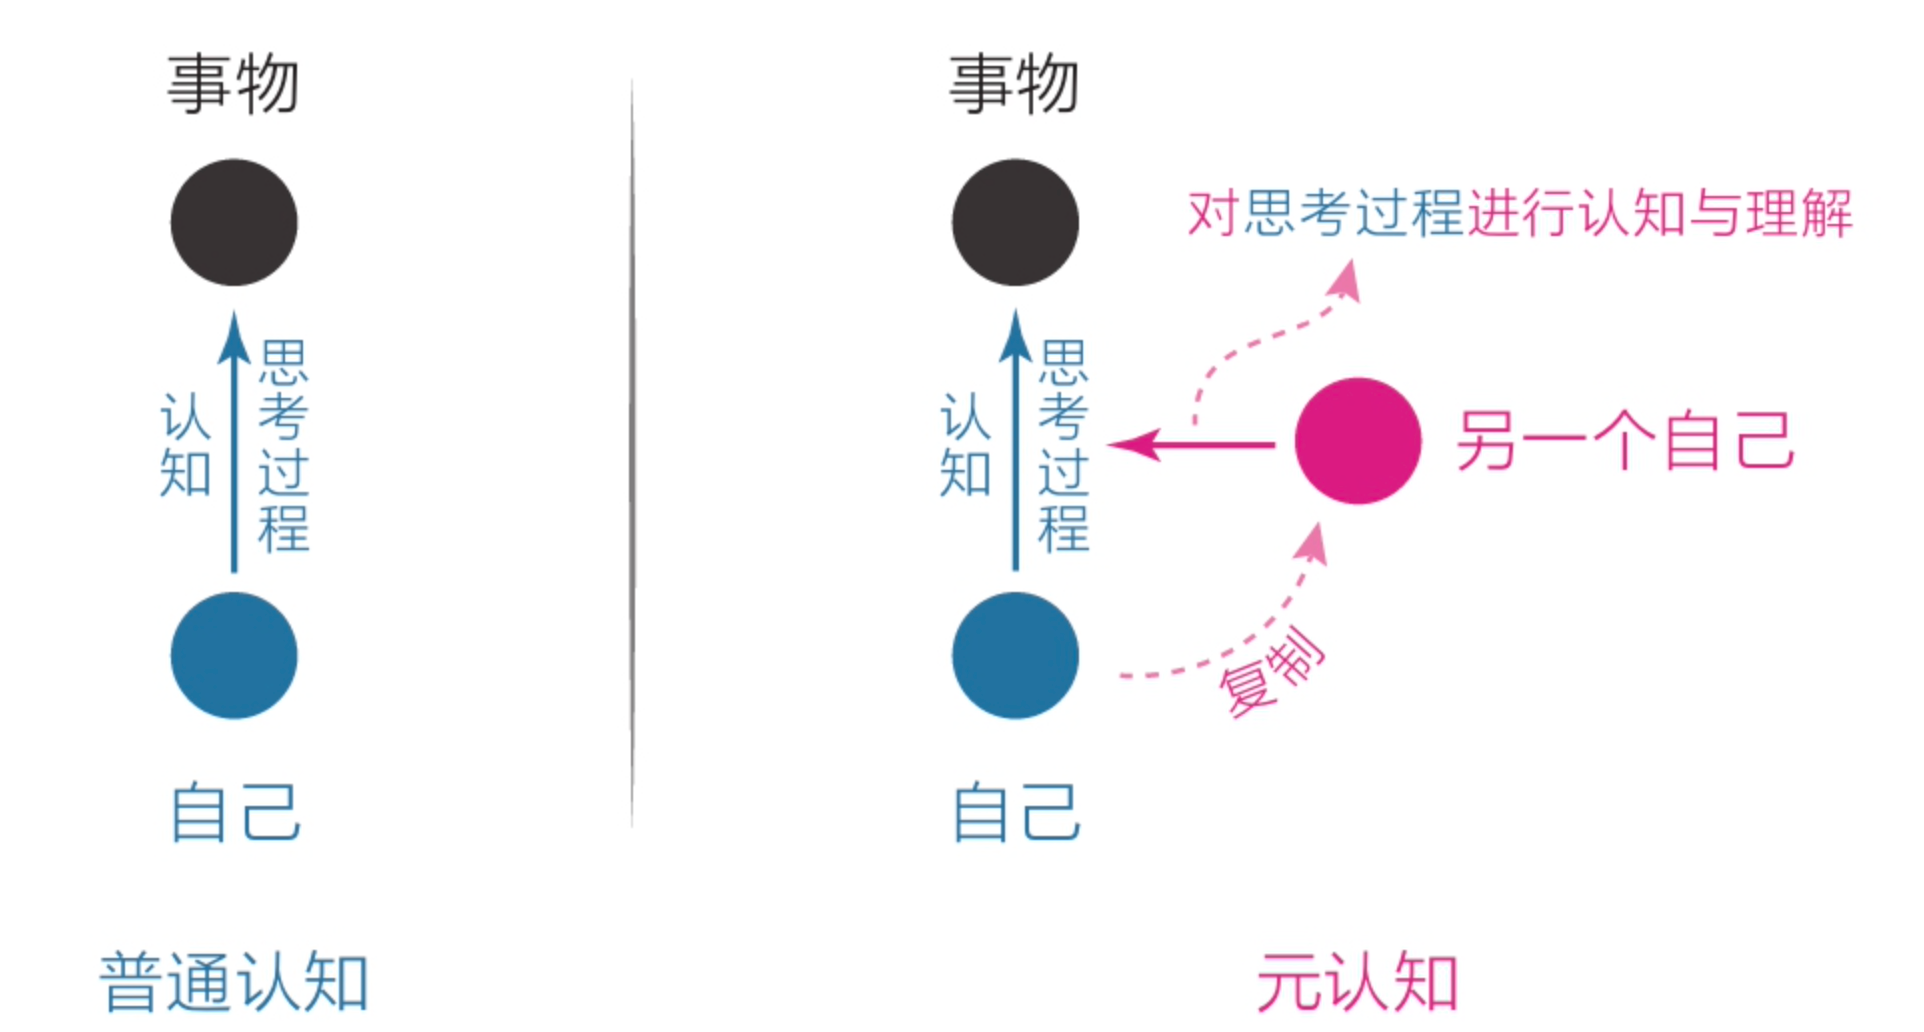 事物
认知
思考过程
自己
普通认知
事物
对思考过程进行认知与理解
认知
思考过程
另一个自己
复制
自己
元认知